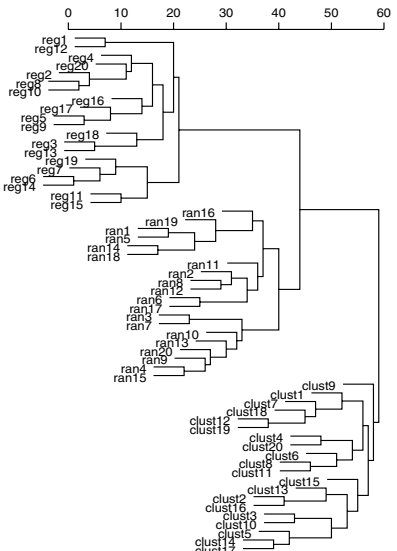 0 10 20 30 40 50 60
reg1
reg12
reg4
reg20
reg2
reg8
reg10
reg16
reg17
reg5
reg9
reg18
reg3
reg13
reg19
reg7
reg6
reg14
reg11
reg15
ran16
ran19
ran1
ran5
ran14
ran18
ran11
ran2
ran8
ran12
ran6
ran17
ran3
ran7
ran10
ran13
ran20
ran9
ran4
ran15
clust9
clust1
clust7
clust18
clust12
clust19
clust4
clust20
clust6
clust8
clust11
clust15
clust13
clust2
clust16
clust3
clust10
clust5
clust14
clust17